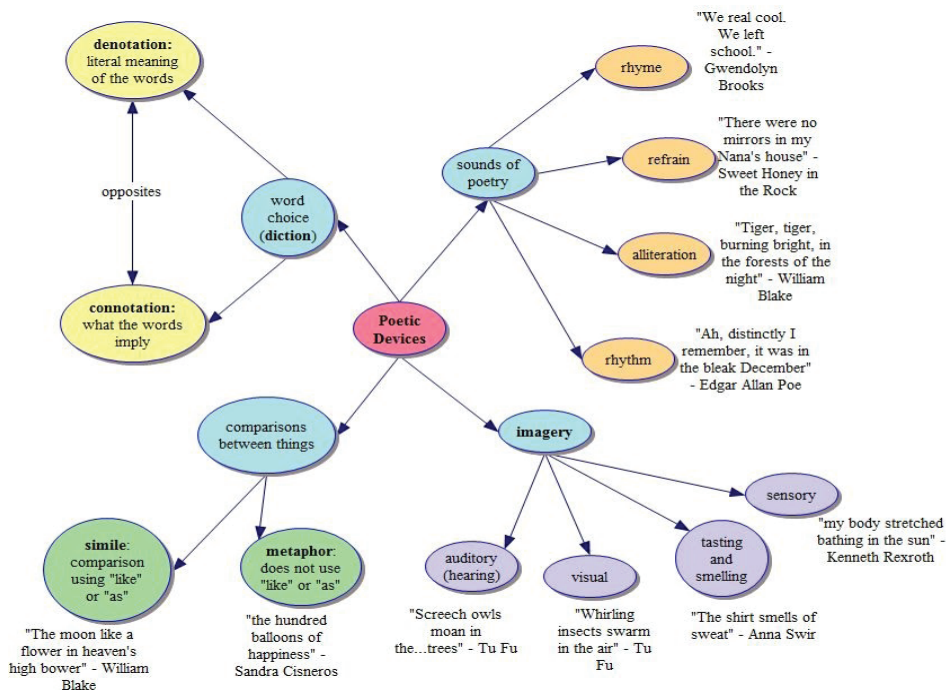 denotation:
literal meaning
of the words
opposites
connotation:
what the words
imply
word
choice
(diction)
Poetic
Devices
sounds of
poetry
rhyme
"We real cool.
We left
school." -
Gwendolyn
Brooks
refrain
"There were no
mirrors in my
Nana's house" -
Sweet Honey
in the Rock
alliteration
"Tiger, tiger,
burning bright, in
the forests of the
night" - William
Blake
rhythm
"Ah, distinctly I
remember, it was in
the bleak December"
- Edgar Allan Poe
comparisons
between things
simile:
comparison
using "like"
or "as"
"The moon like a
flower in heaven's
high bower" - William
Blake
metaphor:
does not use
"like" or "as"
"the hundred
balloons of
happiness" -
Sandra Cisneros
imagery
auditory
(hearing)
"Screech owls
moan in
the...trees" - Tu Fu
visual
"Whirling
insects swarm
in the air" - Tu
Fu
tasting
and
smelling
"The shirt smells of
sweat" - Anna Swir
sensory
"my body stretched
bathing in the sun" -
Kenneth Rexroth